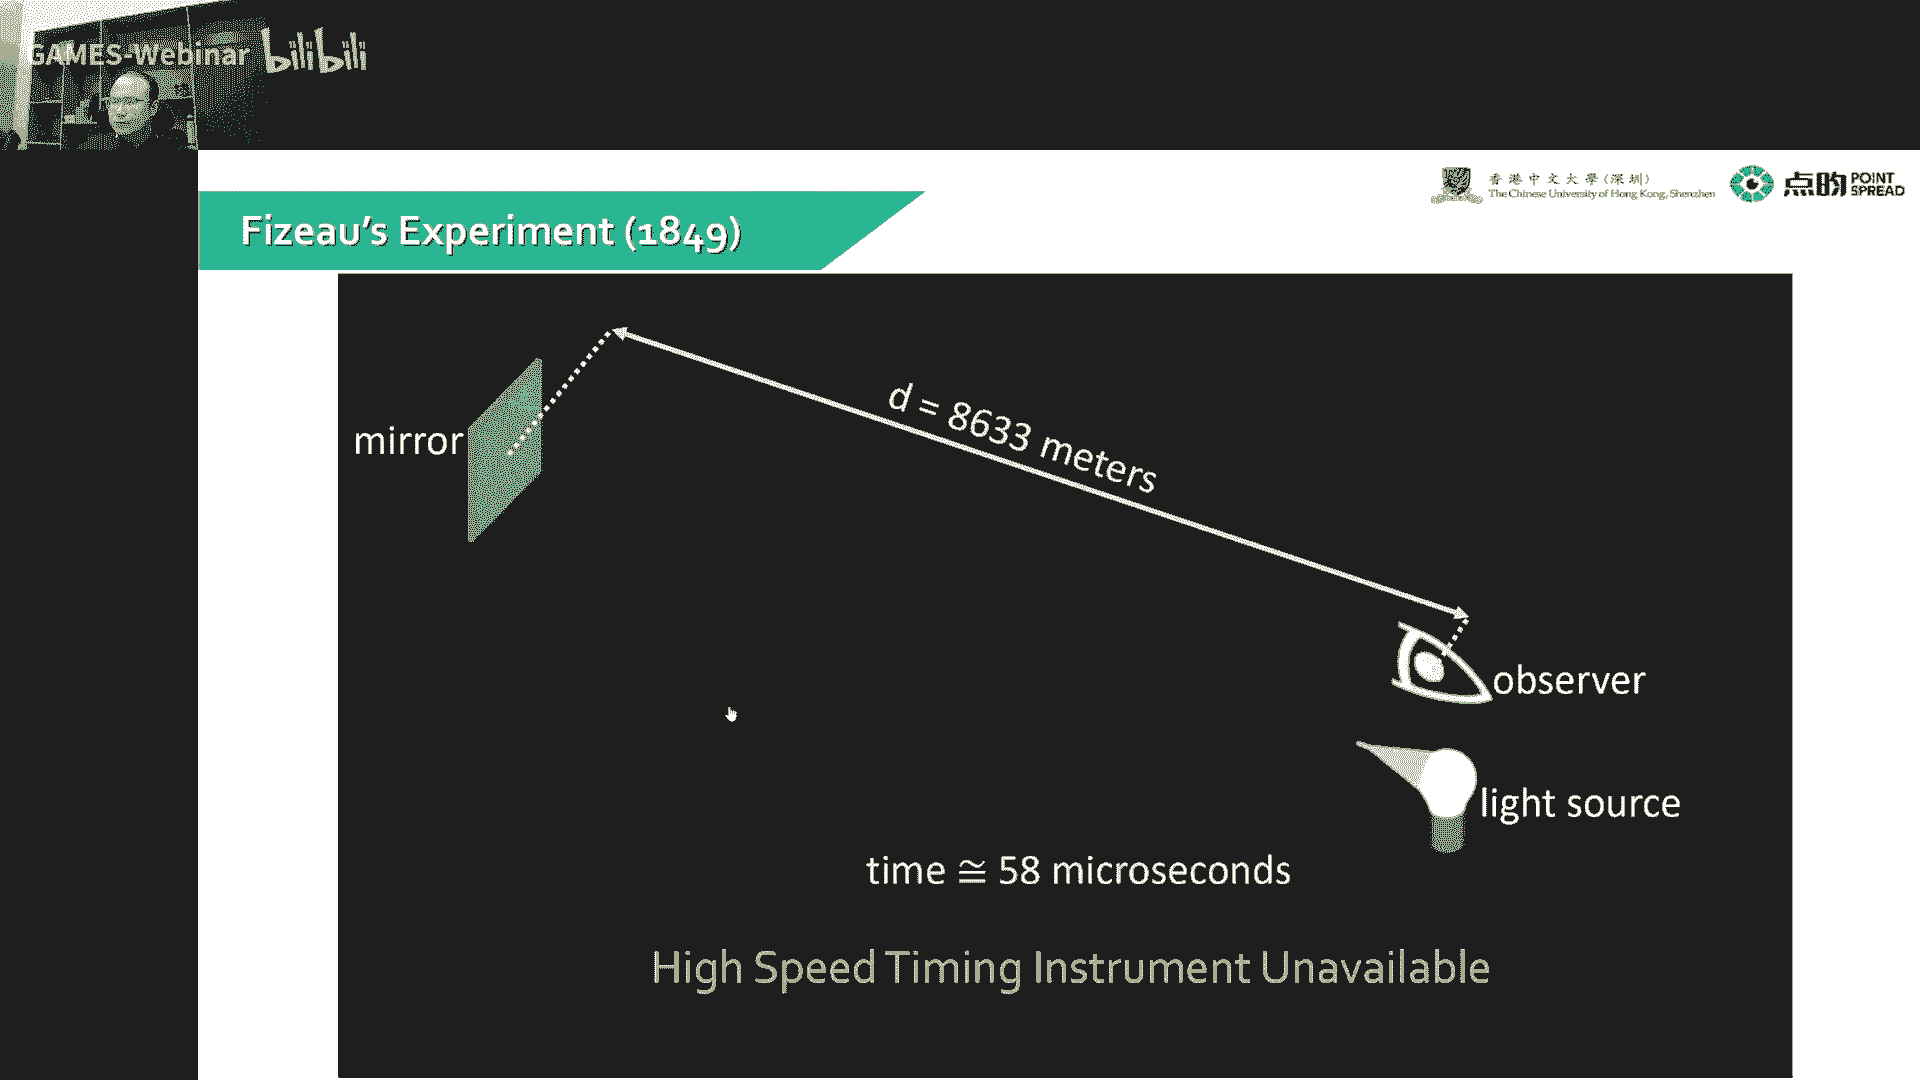 GAMES-Webinar bilibili
香港中文大學(深圳)
The Chinese University of Hong Kong, Shenzhen
点昀 POINT
SPREAD
Fizeau's Experiment (1849)
d = 8633 meters
mirror
observer
light source
time ≅ 58 microseconds
High Speed Timing Instrument Unavailable